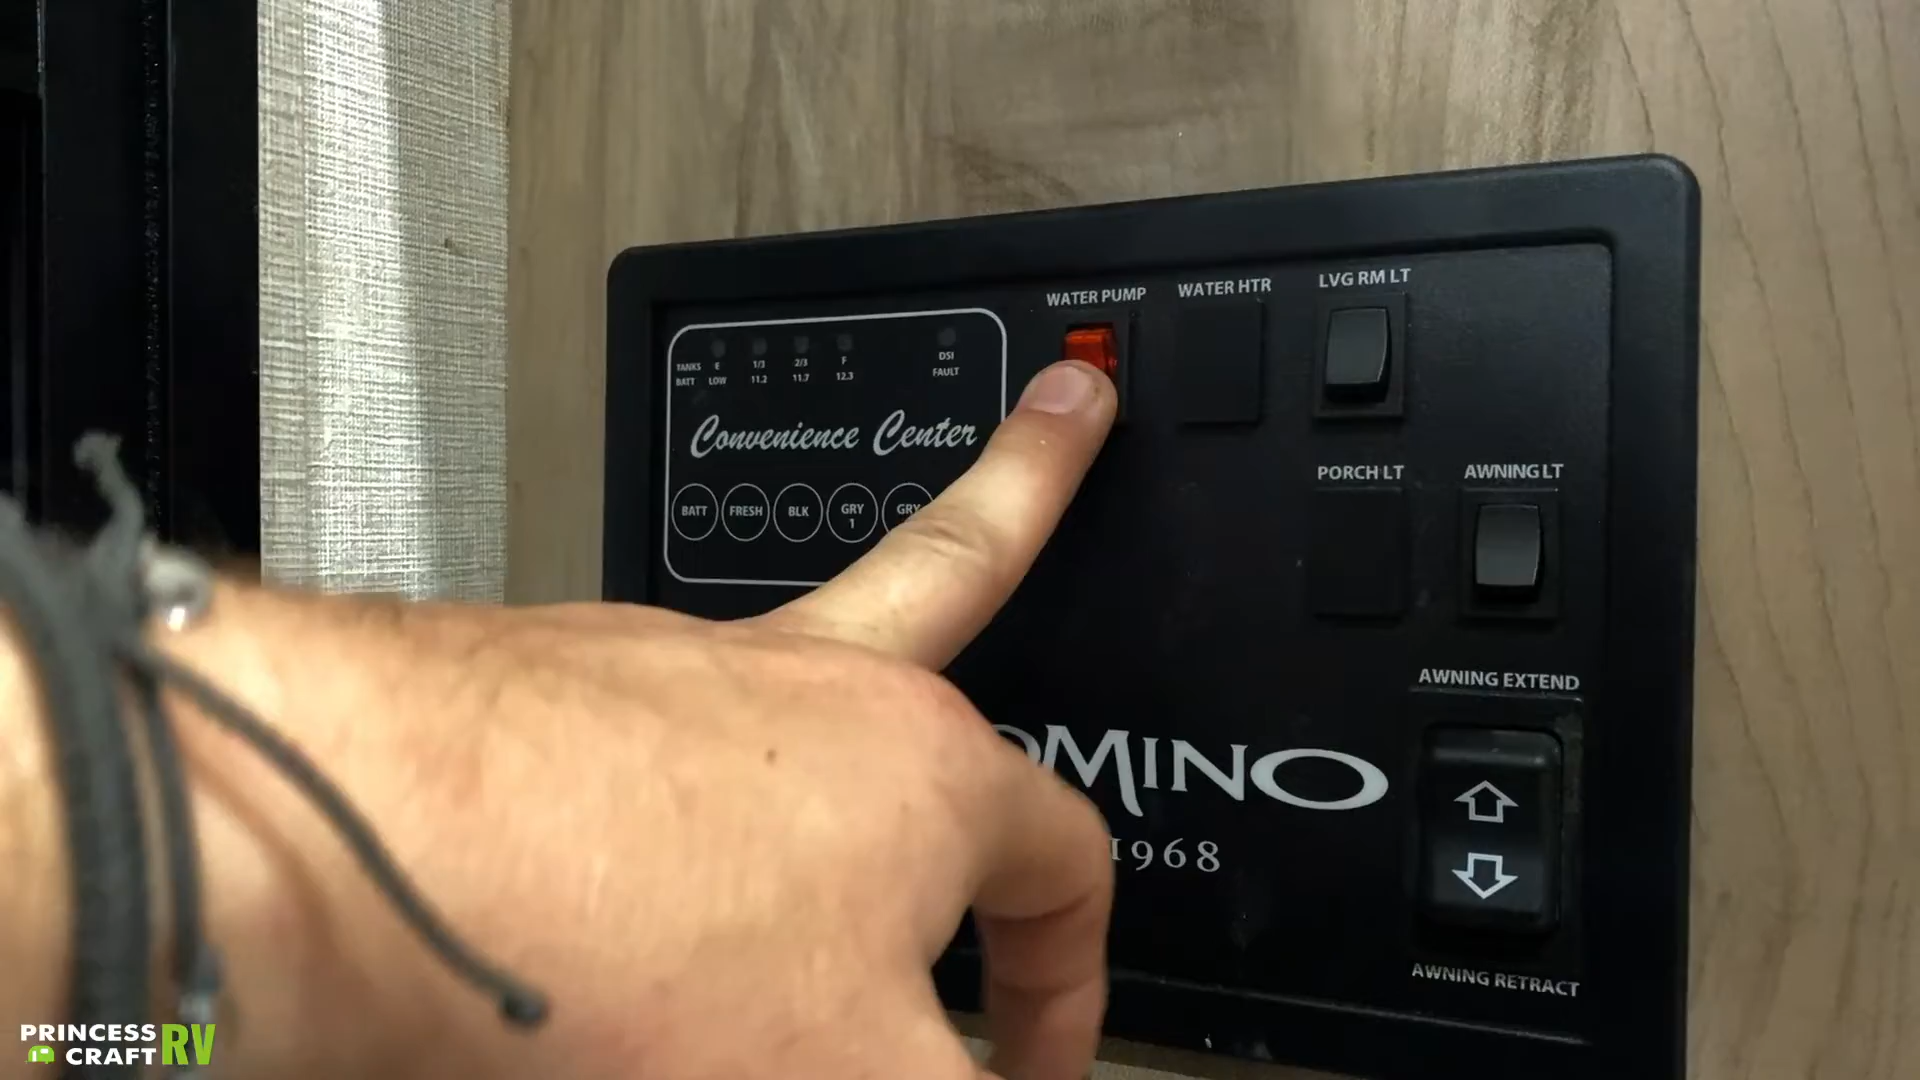 WATER PUMP
WATER HTR
LVG RM LT
TANKS E 1/3 2/3 F DSI
BATT LOW 11.2 11.7 12.3 FAULT
Convenience Center
BATT
FRESH
BLK
GRY
1
GRY
PORCH LT
AWNING LT
AWNING EXTEND
AWNING RETRACT
OMINO
1968
PRINCESS
CRAFT RV